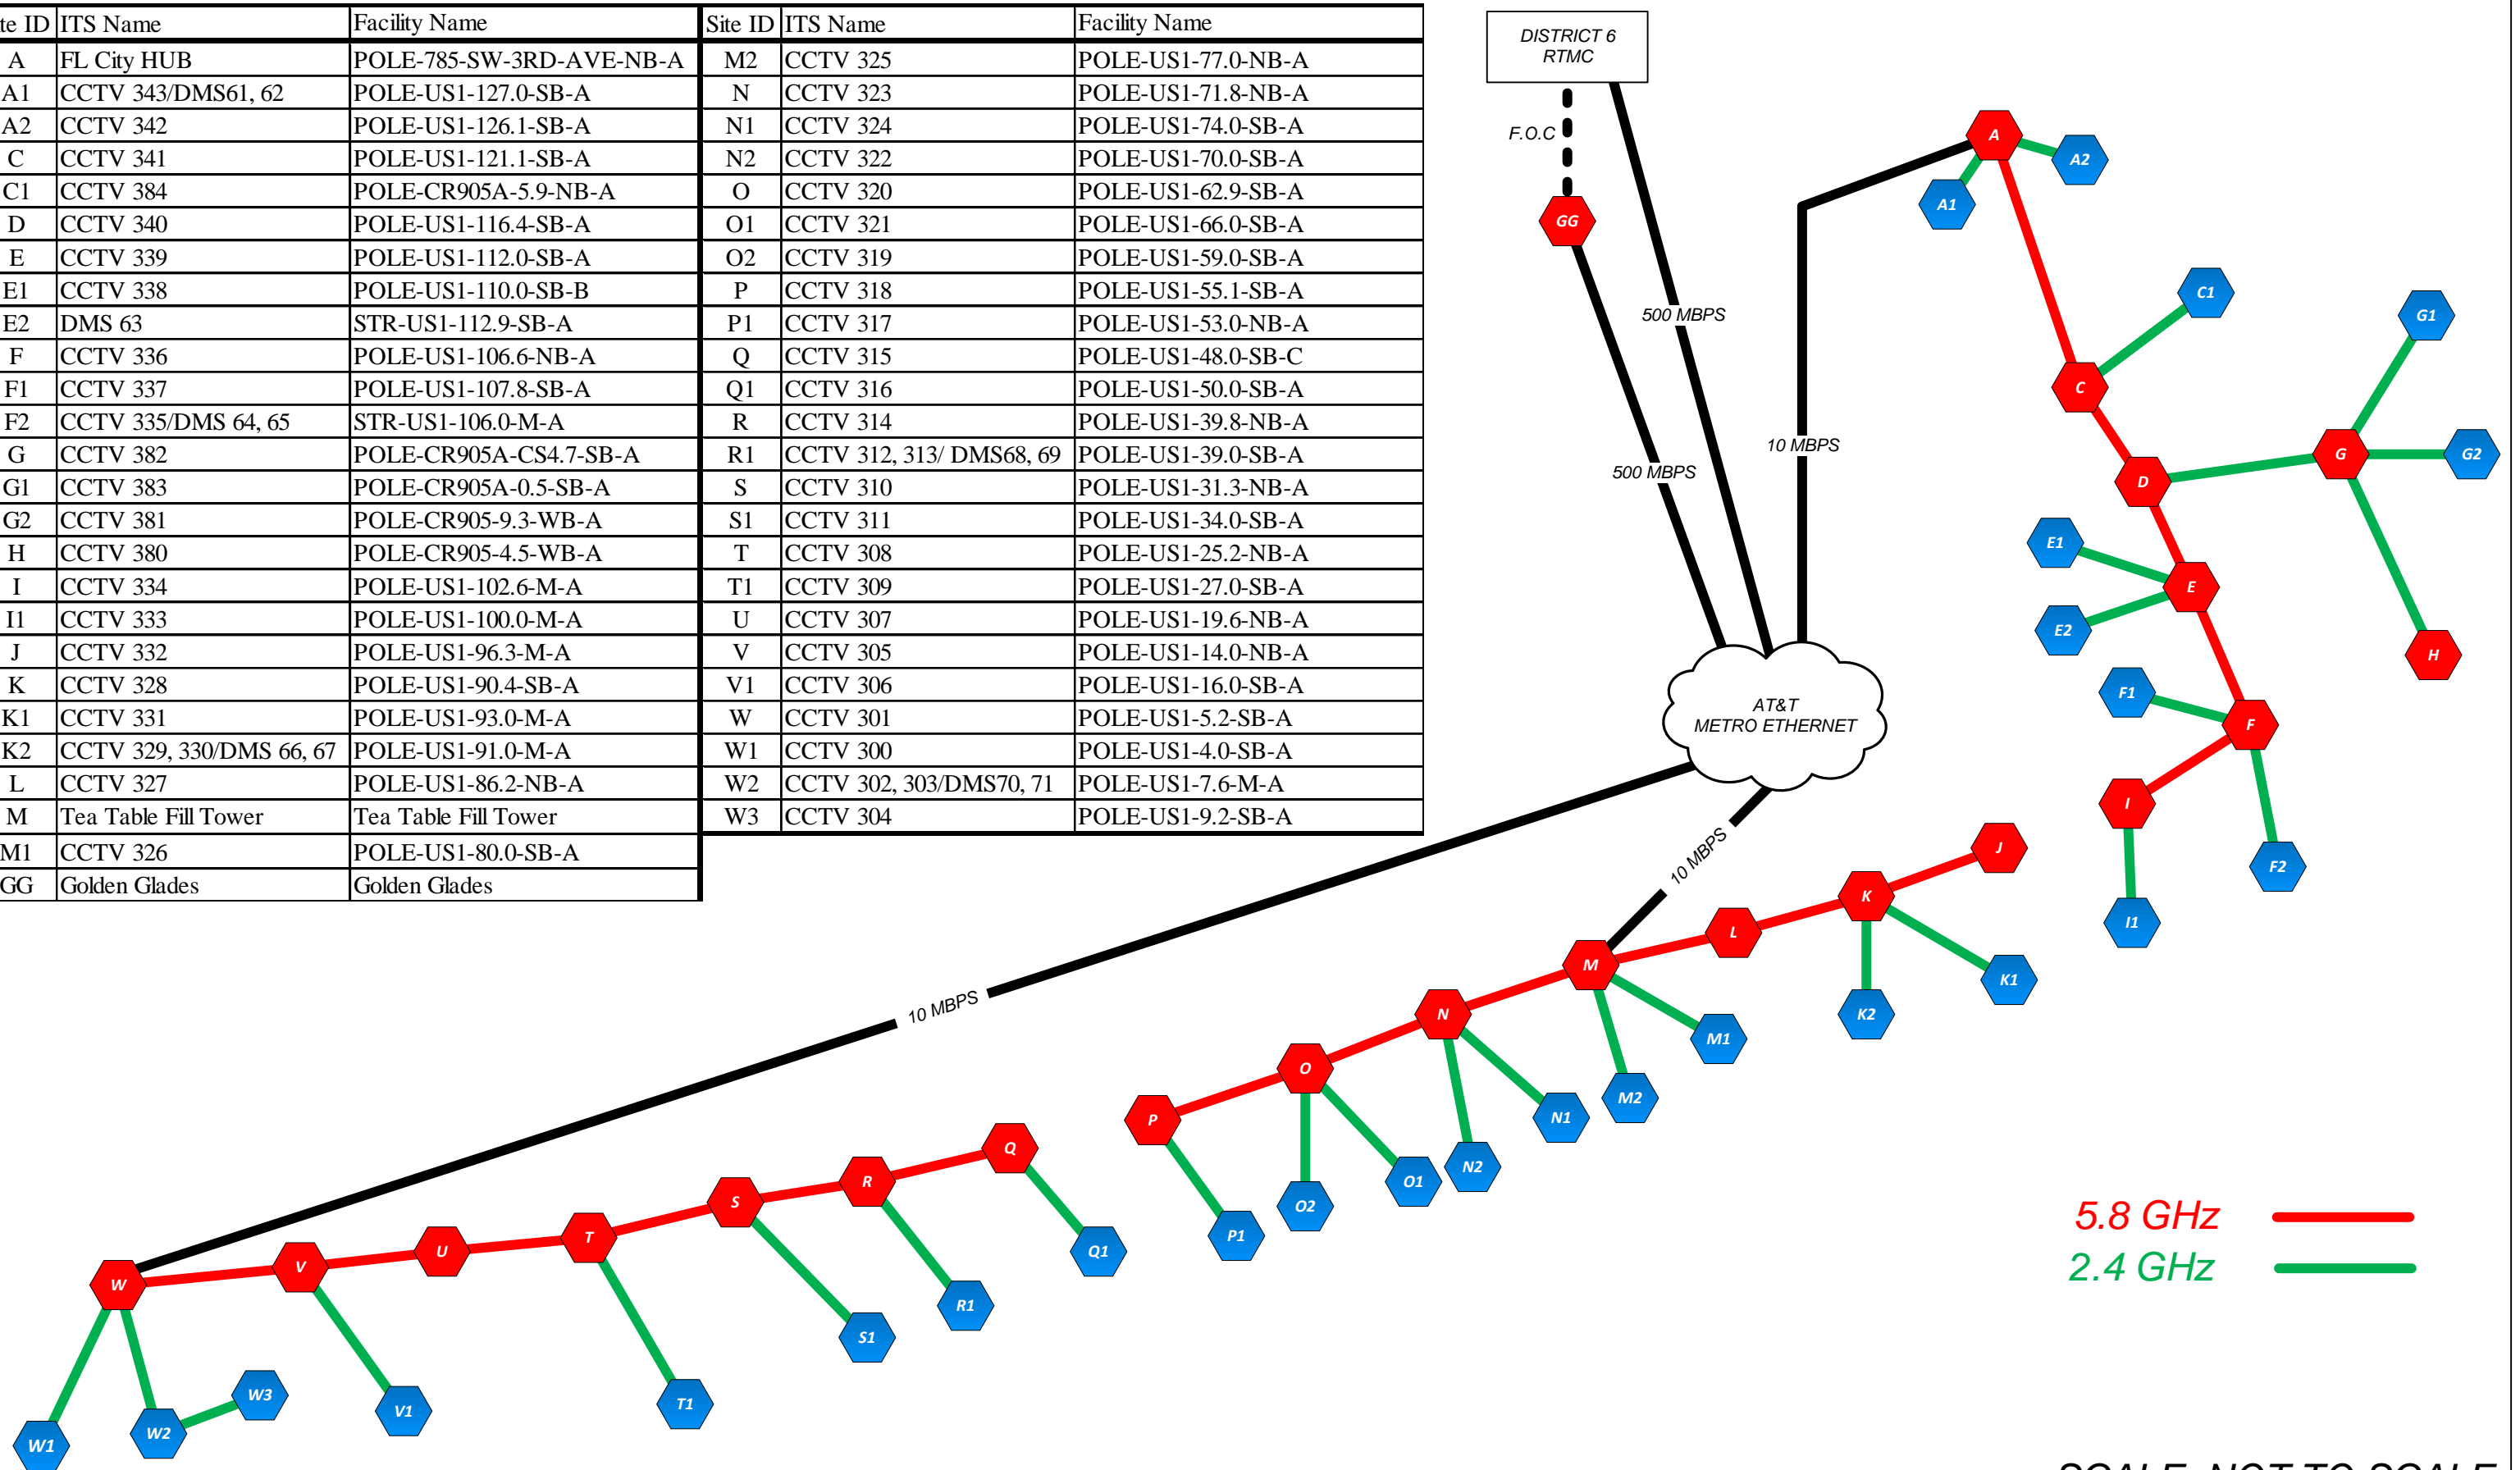 te ID ITS Name Facility Name Site ID ITS Name Facility Name
A FL City HUB POLE-785-SW-3RD-AVE-NB-A M2 CCTV 325 POLE-US1-77.0-NB-A
A1 CCTV 343/DMS61, 62 POLE-US1-127.0-SB-A N CCTV 323 POLE-US1-71.8-NB-A
A2 CCTV 342 POLE-US1-126.1-SB-A N1 CCTV 324 POLE-US1-74.0-SB-A
C CCTV 341 POLE-US1-121.1-SB-A N2 CCTV 322 POLE-US1-70.0-SB-A
C1 CCTV 384 POLE-CR905A-5.9-NB-A O CCTV 320 POLE-US1-62.9-SB-A
D CCTV 340 POLE-US1-116.4-SB-A O1 CCTV 321 POLE-US1-66.0-SB-A
E CCTV 339 POLE-US1-112.0-SB-A O2 CCTV 319 POLE-US1-59.0-SB-A
E1 CCTV 338 POLE-US1-110.0-SB-B P CCTV 318 POLE-US1-55.1-SB-A
E2 DMS 63 STR-US1-112.9-SB-A P1 CCTV 317 POLE-US1-53.0-NB-A
F CCTV 336 POLE-US1-106.6-NB-A Q CCTV 315 POLE-US1-48.0-SB-C
F1 CCTV 337 POLE-US1-107.8-SB-A Q1 CCTV 316 POLE-US1-50.0-SB-A
F2 CCTV 335/DMS 64, 65 STR-US1-106.0-M-A R CCTV 314 POLE-US1-39.8-NB-A
G CCTV 382 POLE-CR905A-CS4.7-SB-A R1 CCTV 312, 313/ DMS68, 69 POLE-US1-39.0-SB-A
G1 CCTV 383 POLE-CR905A-0.5-SB-A S CCTV 310 POLE-US1-31.3-NB-A
G2 CCTV 381 POLE-CR905-9.3-WB-A S1 CCTV 311 POLE-US1-34.0-SB-A
H CCTV 380 POLE-CR905-4.5-WB-A T CCTV 308 POLE-US1-25.2-NB-A
I CCTV 334 POLE-US1-102.6-M-A T1 CCTV 309 POLE-US1-27.0-SB-A
I1 CCTV 333 POLE-US1-100.0-M-A U CCTV 307 POLE-US1-19.6-NB-A
J CCTV 332 POLE-US1-96.3-M-A V CCTV 305 POLE-US1-14.0-NB-A
K CCTV 328 POLE-US1-90.4-SB-A V1 CCTV 306 POLE-US1-16.0-SB-A
K1 CCTV 331 POLE-US1-93.0-M-A W CCTV 301 POLE-US1-5.2-SB-A
K2 CCTV 329, 330/DMS 66, 67 POLE-US1-91.0-M-A W1 CCTV 300 POLE-US1-4.0-SB-A
L CCTV 327 POLE-US1-86.2-NB-A W2 CCTV 302, 303/DMS70, 71 POLE-US1-7.6-M-A
M Tea Table Fill Tower Tea Table Fill Tower W3 CCTV 304 POLE-US1-9.2-SB-A
M1 CCTV 326 POLE-US1-80.0-SB-A
GG Golden Glades Golden Glades
DISTRICT 6
RTMC
F.O.C
GG
500 MBPS
500 MBPS
10 MBPS
A
A2
A1
C1
G1
C
G
G2
D
E1
E
E2
H
F1
F
I
F2
I1
AT&T
METRO ETHERNET
10 MBPS
J
K
L
K1
K2
M
M1
M2
N
N1
N2
10 MBPS
O
O1
O2
P
P1
Q
Q1
R
R1
S
S1
T
T1
U
V
V1
W
W3
W2
W1
5.8 GHz
2.4 GHz